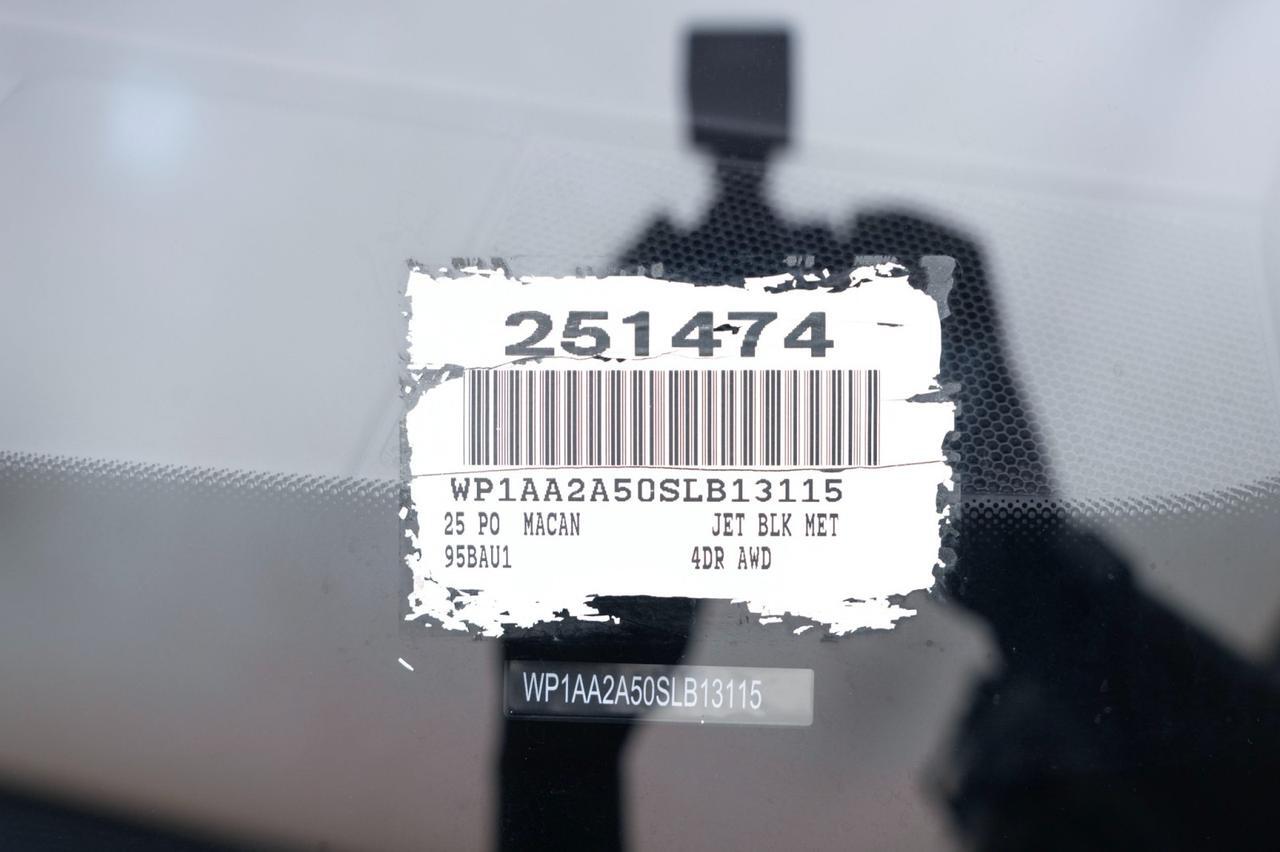 251474
WP1AA2A50SLB13115
25 PO MACAN JET BLK MET
95BAU1 4DR AWD
WP1AA2A50SLB13115